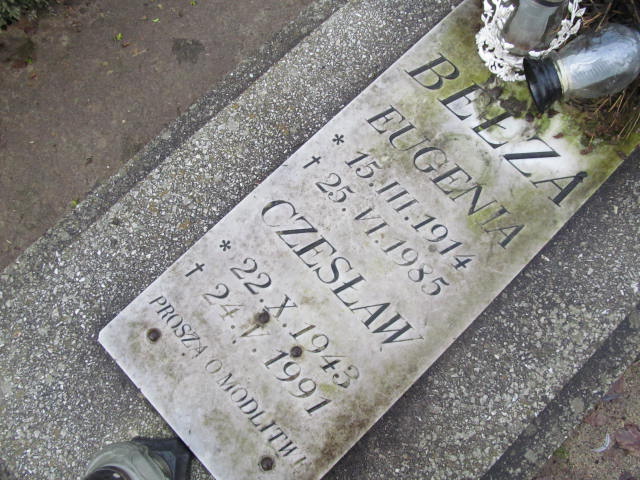 BEŁZA
EUGENIA
* 15.III.1914
† 25.VI.1985
CZESŁAW
* 22.X.1943
† 24.V.1991
PROSZĄ O MODLITWĘ